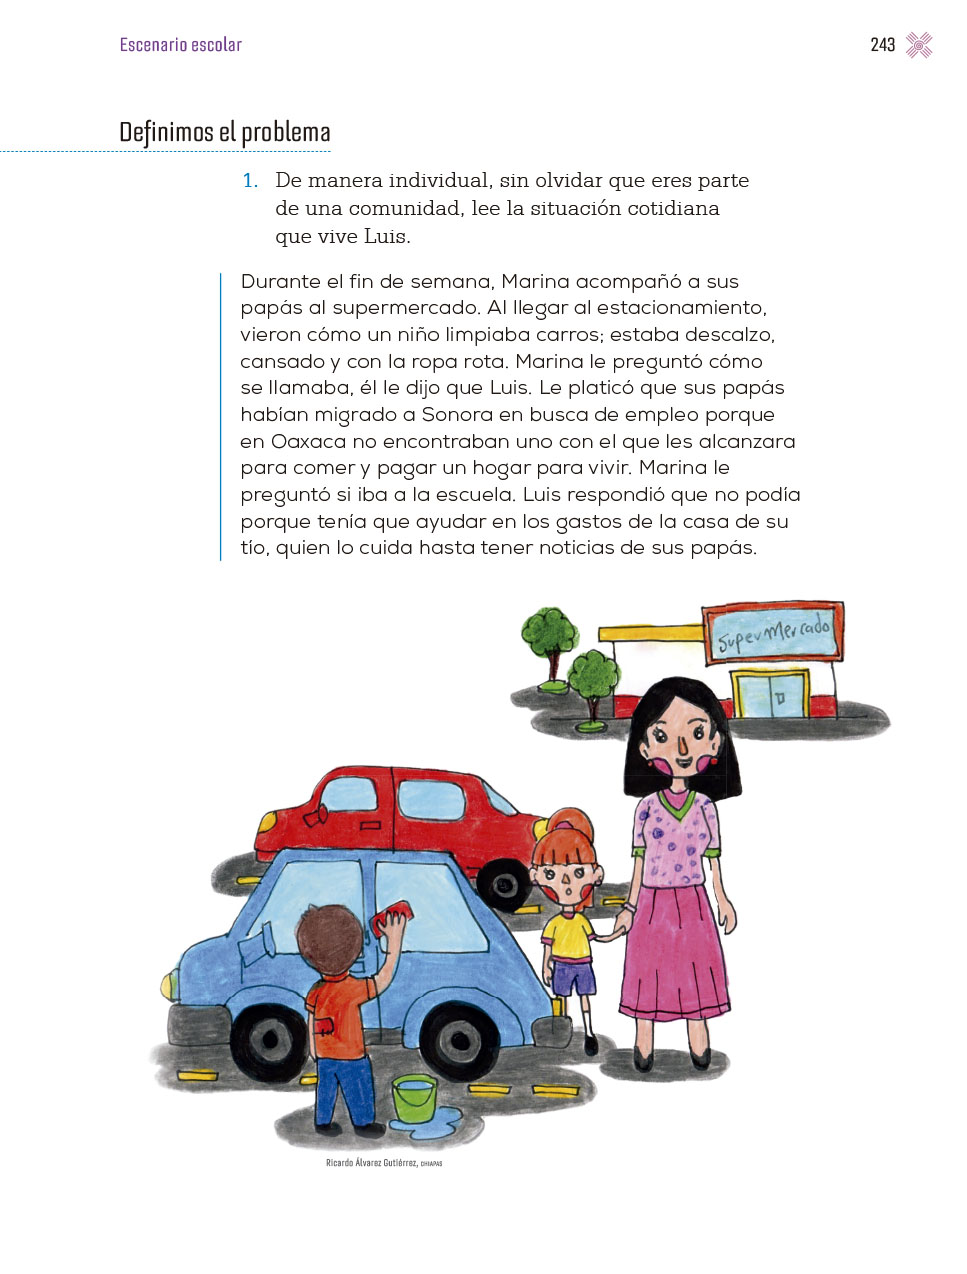 Escenario escolar
243
Definimos el problema
1. De manera individual, sin olvidar que eres parte
de una comunidad, lee la situación cotidiana
que vive Luis.
Durante el fin de semana, Marina acompañó a sus
papás al supermercado. Al llegar al estacionamiento,
vieron cómo un niño limpiaba carros; estaba descalzo,
cansado y con la ropa rota. Marina le preguntó cómo
se llamaba, él le dijo que Luis. Le platicó que sus papás
habían migrado a Sonora en busca de empleo porque
en Oaxaca no encontraban uno con el que les alcanzara
para comer y pagar un hogar para vivir. Marina le
preguntó si iba a la escuela. Luis respondió que no podía
porque tenía que ayudar en los gastos de la casa de su
tío, quien lo cuida hasta tener noticias de sus papás.
Supermercado
Ricardo Álvarez Gutiérrez, CHIAPAS